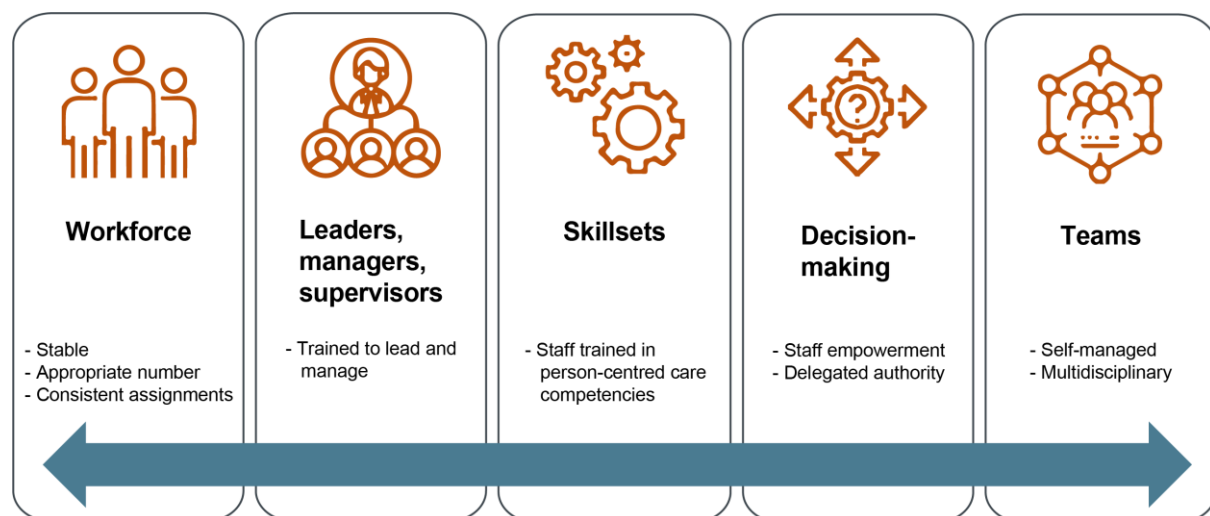 Workforce
- Stable
- Appropriate number
- Consistent assignments
Leaders,
managers,
supervisors
- Trained to lead and
manage
Skillsets
- Staff trained in
person-centred care
competencies
?
Decision-
making
- Staff empowerment
- Delegated authority
Teams
- Self-managed
- Multidisciplinary